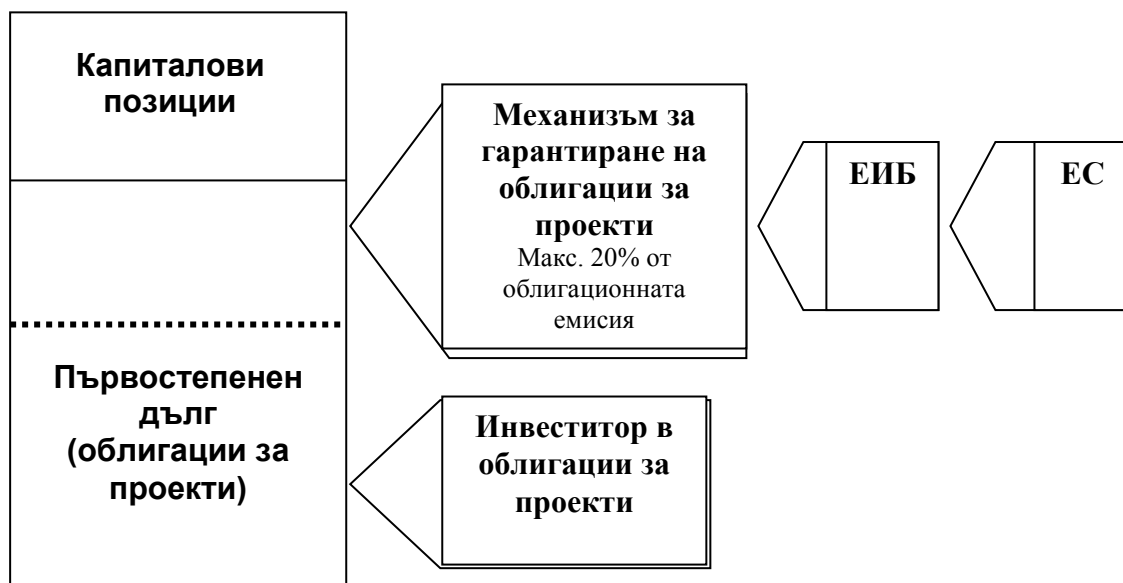 Капиталови
позиции
Механизъм за
гарантиране на
облигации за
проекти
Макс. 20% от
облигационната
емисия
ЕИБ
ЕС
Първостепенен
дълг
(облигации за
проекти)
Инвеститор в
облигации за
проекти